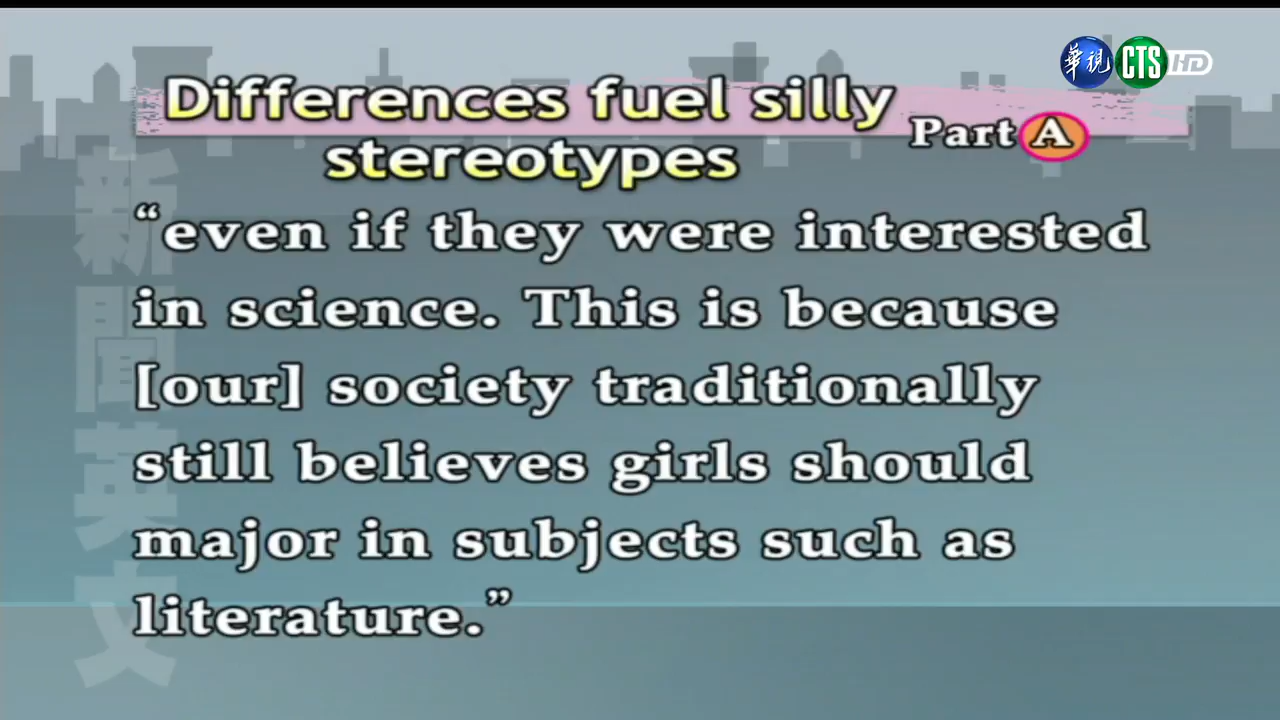 華視 CTS HD
Differences fuel silly
stereotypes
Part A
“even if they were interested
in science. This is because
[our] society traditionally
still believes girls should
major in subjects such as
literature.”
新聞英文